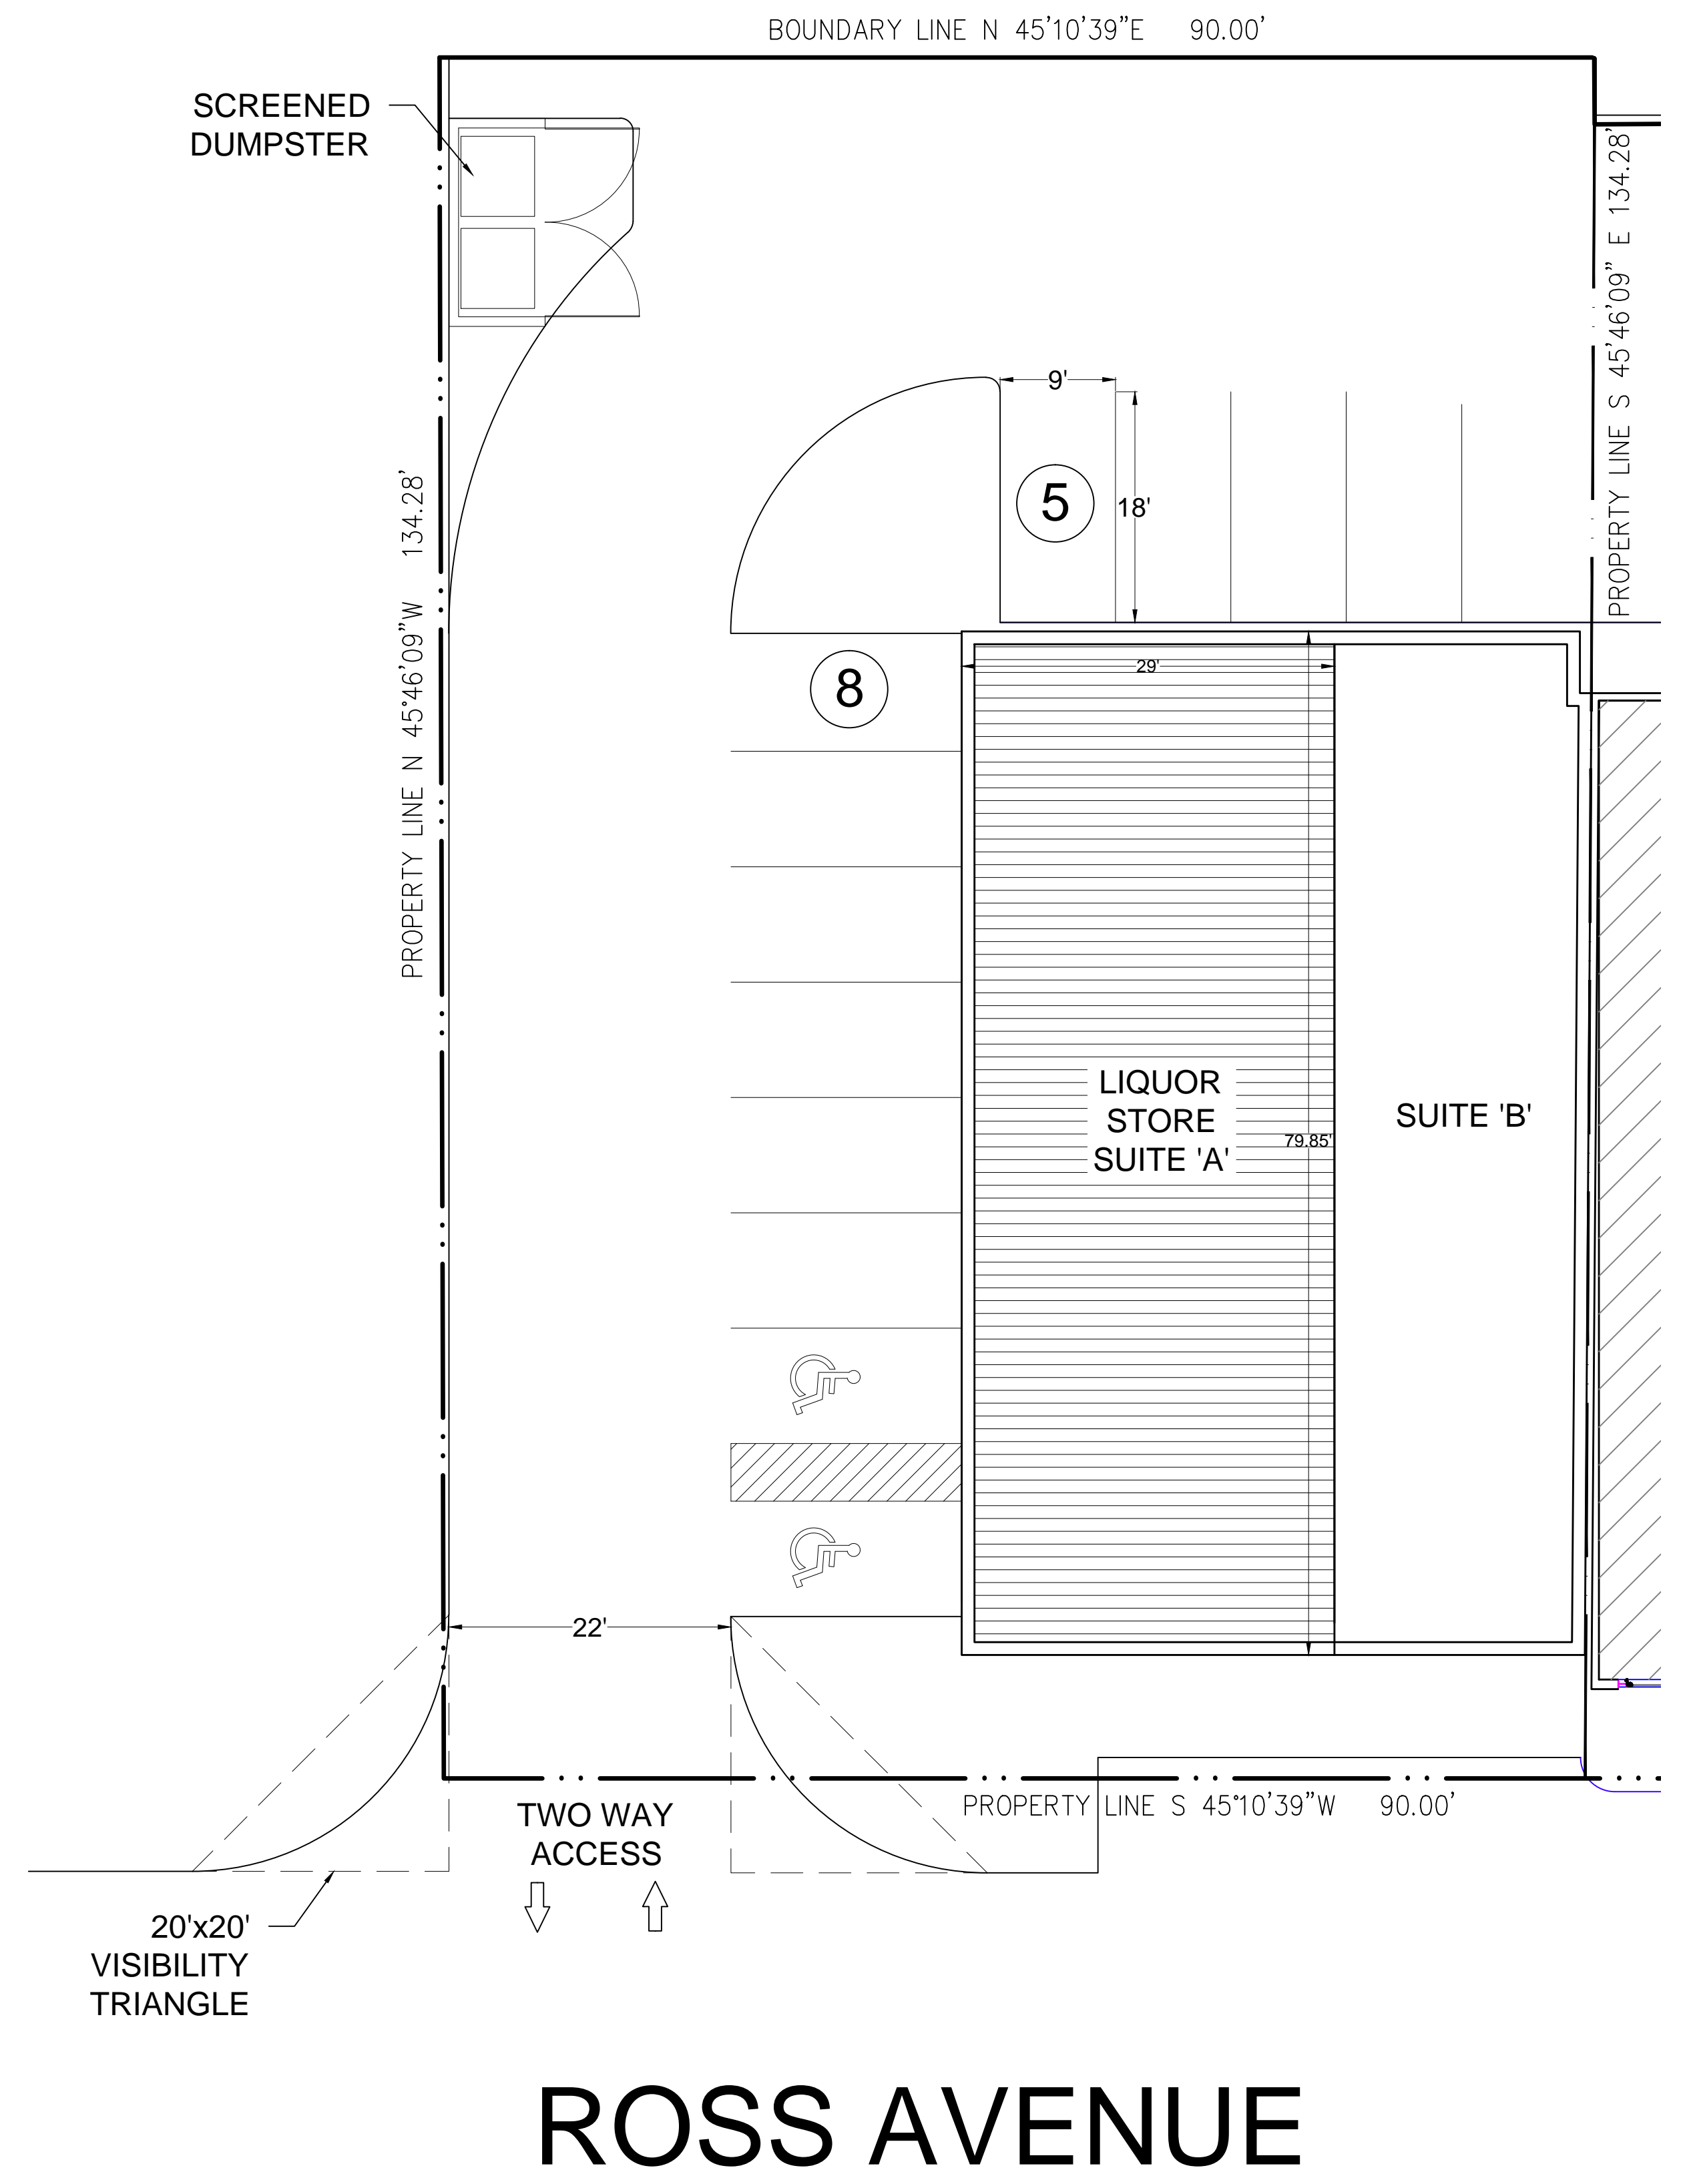 BOUNDARY LINE N 45'10'39"E 90.00'
SCREENED
DUMPSTER
PROPERTY LINE S 45'46'09" E 134.28'
9'
5
18'
PROPERTY LINE N 45°46'09"W 134.28'
29'
8
LIQUOR
STORE
SUITE 'A'
79.85'
SUITE 'B'
22'
PROPERTY LINE S 45°10'39"W 90.00'
TWO WAY
ACCESS
20'x20'
VISIBILITY
TRIANGLE
ROSS AVENUE